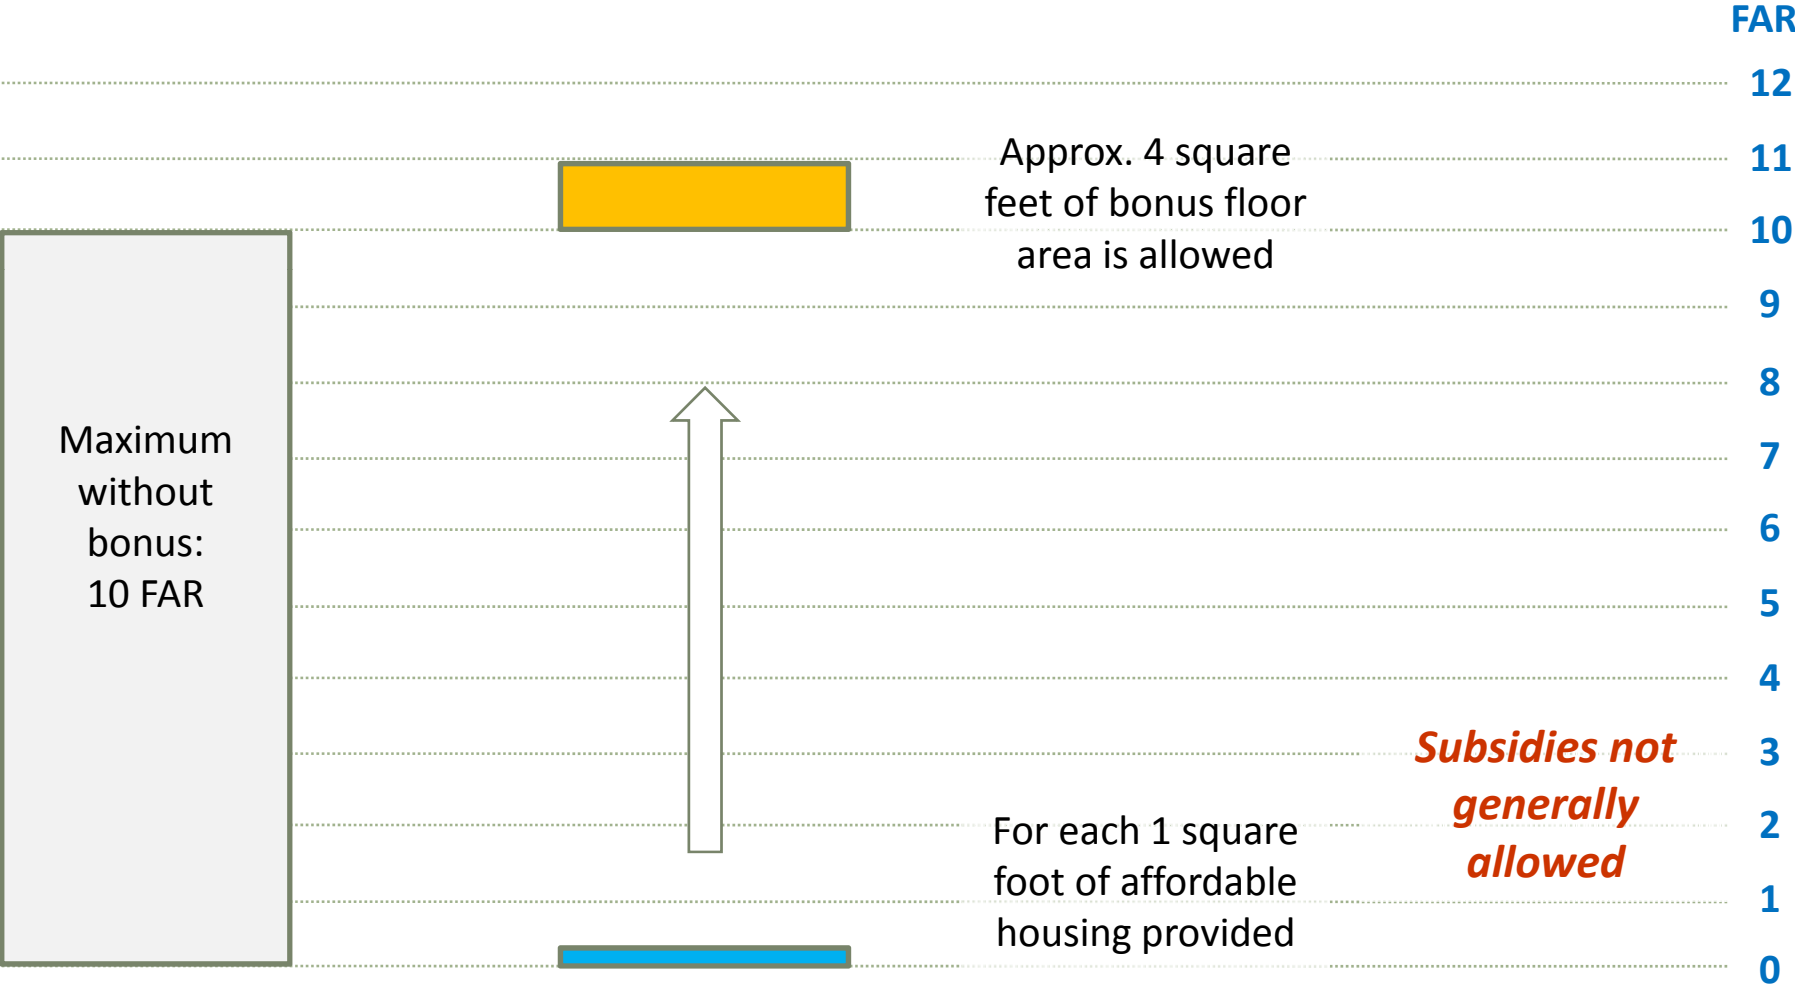 FAR
12
Approx. 4 square
feet of bonus floor
area is allowed
11
10
9
8
Maximum
without
bonus:
10 FAR
7
6
5
4
Subsidies not
generally
allowed
3
For each 1 square
foot of affordable
housing provided
2
1
0